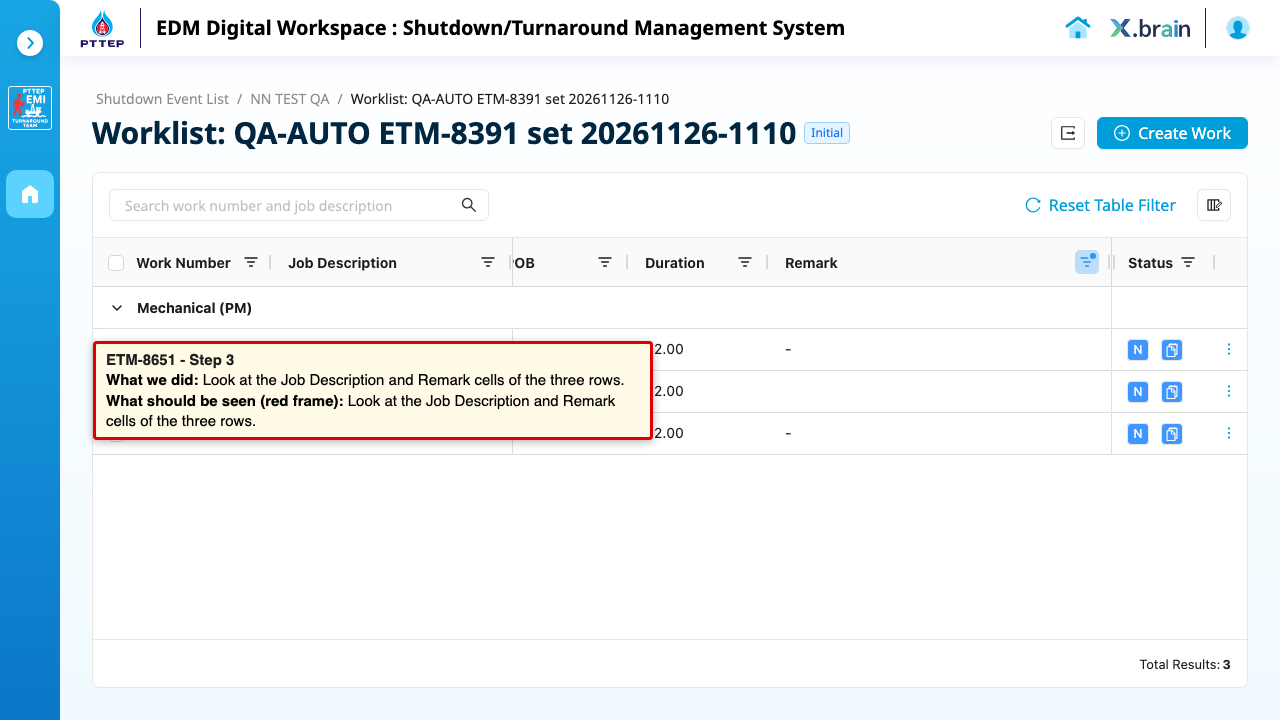 PTTEP
EDM Digital Workspace : Shutdown/Turnaround Management System
X.brain
PTTEP
EMI
TURNAROUND
TEAM
Shutdown Event List / NN TEST QA / Worklist: QA-AUTO ETM-8391 set 20261126-1110
Worklist: QA-AUTO ETM-8391 set 20261126-1110 Initial
Create Work
Search work number and job description
Reset Table Filter
Work Number Job Description POB Duration Remark Status
Mechanical (PM)
2.00 - N
2.00 N
2.00 - N
ETM-8651 - Step 3
What we did: Look at the Job Description and Remark cells of the three rows.
What should be seen (red frame): Look at the Job Description and Remark
cells of the three rows.
Total Results: 3